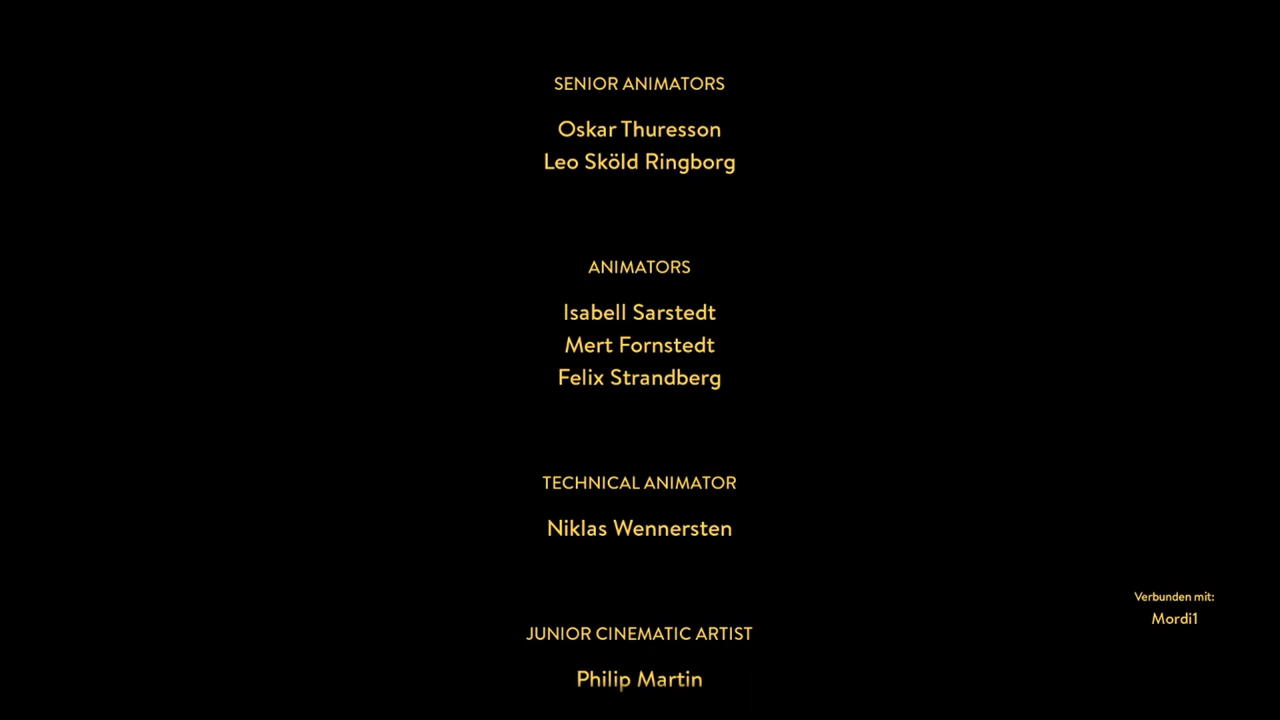 SENIOR ANIMATORS
Oskar Thuresson
Leo Sköld Ringborg
ANIMATORS
Isabell Sarstedt
Mert Fornstedt
Felix Strandberg
TECHNICAL ANIMATOR
Niklas Wennersten
Verbunden mit:
Mordi1
JUNIOR CINEMATIC ARTIST
Philip Martin